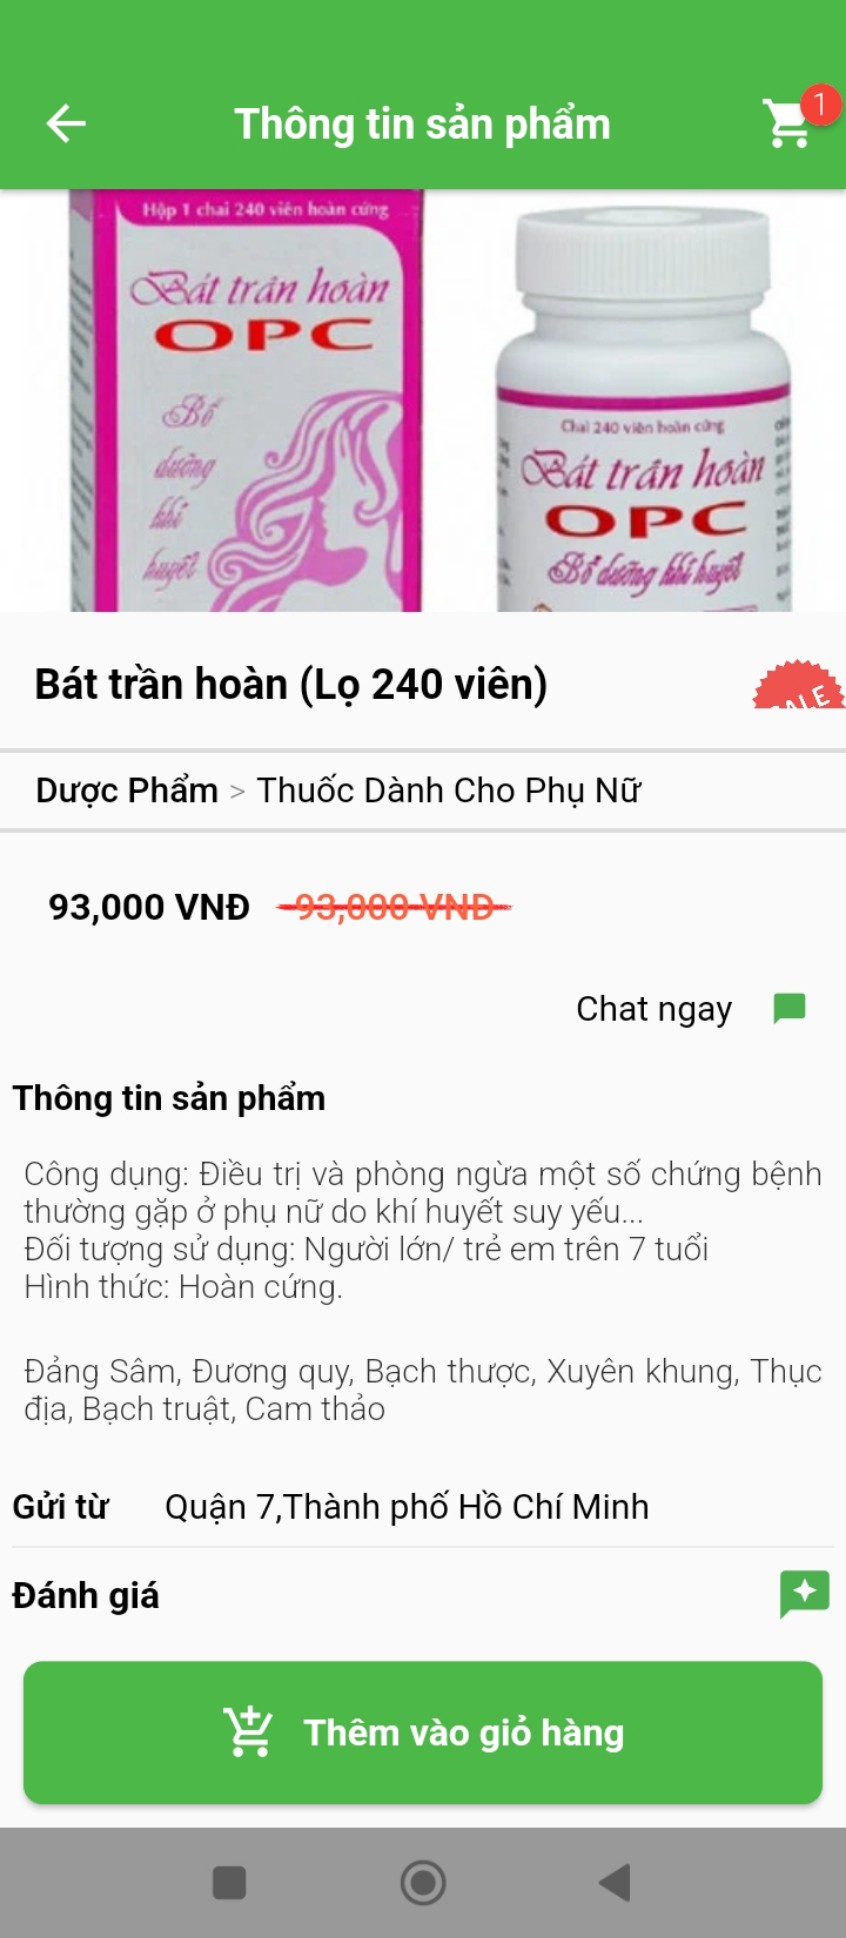 Thông tin sản phẩm
1
Hộp 1 chai 240 viên hoàn cứng
Bát trân hoàn
OPC
Bổ
dưỡng
khí
huyết
Chai 240 viên hoàn cứng
Bát trân hoàn
OPC
Bổ dưỡng khí huyết
Bát trần hoàn (Lọ 240 viên)
SALE
Dược Phẩm > Thuốc Dành Cho Phụ Nữ
93,000 VNĐ 93,000 VNĐ
Chat ngay
Thông tin sản phẩm
Công dụng: Điều trị và phòng ngừa một số chứng bệnh
thường gặp ở phụ nữ do khí huyết suy yếu...
Đối tượng sử dụng: Người lớn/ trẻ em trên 7 tuổi
Hình thức: Hoàn cứng.
Đảng Sâm, Đương quy, Bạch thược, Xuyên khung, Thục
địa, Bạch truật, Cam thảo
Gửi từ Quận 7,Thành phố Hồ Chí Minh
Đánh giá
Thêm vào giỏ hàng